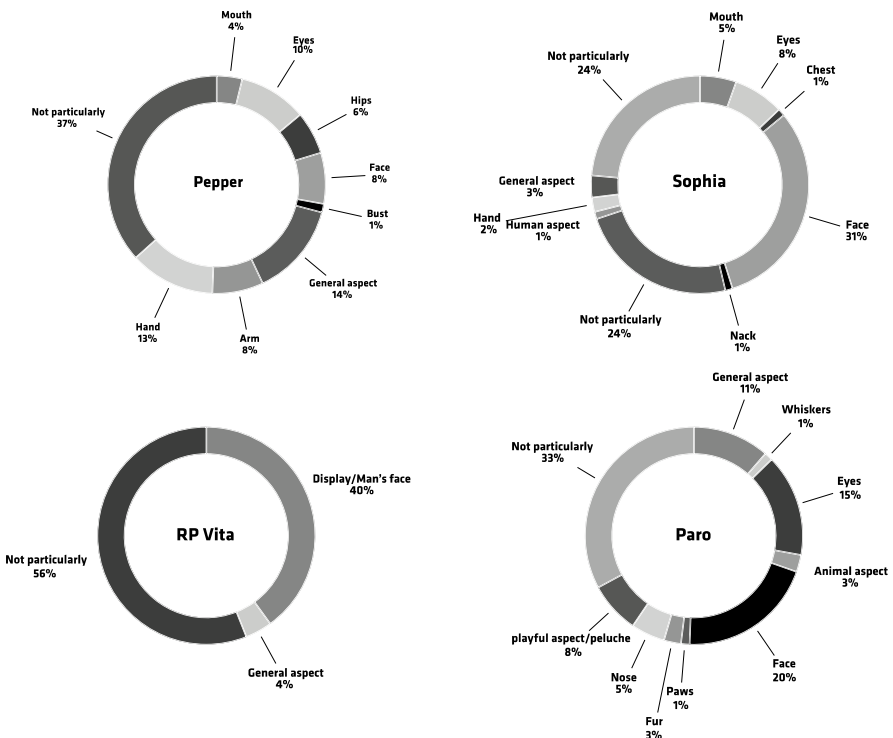 Mouth
4%
Eyes
10%
Hips
6%
Face
8%
Bust
1%
General aspect
14%
Arm
8%
Hand
13%
Not particularly
37%
Pepper
Mouth
5%
Eyes
8%
Chest
1%
Face
31%
Nack
1%
Not particularly
24%
Human aspect
1%
Hand
2%
General aspect
3%
Not particularly
24%
Sophia
Display/Man's face
40%
General aspect
4%
Not particularly
56%
RP Vita
General aspect
11%
Whiskers
1%
Eyes
15%
Animal aspect
3%
Face
20%
Paws
1%
Fur
3%
Nose
5%
playful aspect/peluche
8%
Not particularly
33%
Paro